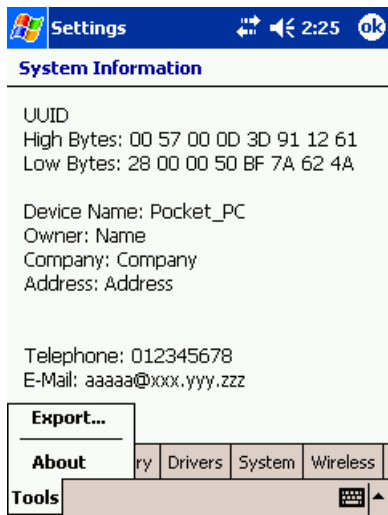 Settings 2:25 ok
System Information
UUID
High Bytes: 00 57 00 0D 3D 91 12 61
Low Bytes: 28 00 00 50 BF 7A 62 4A
Device Name: Pocket_PC
Owner: Name
Company: Company
Address: Address
Telephone: 012345678
E-Mail: aaaaa@xxx.yyy.zzz
Export...
About ry Drivers System Wireless
Tools